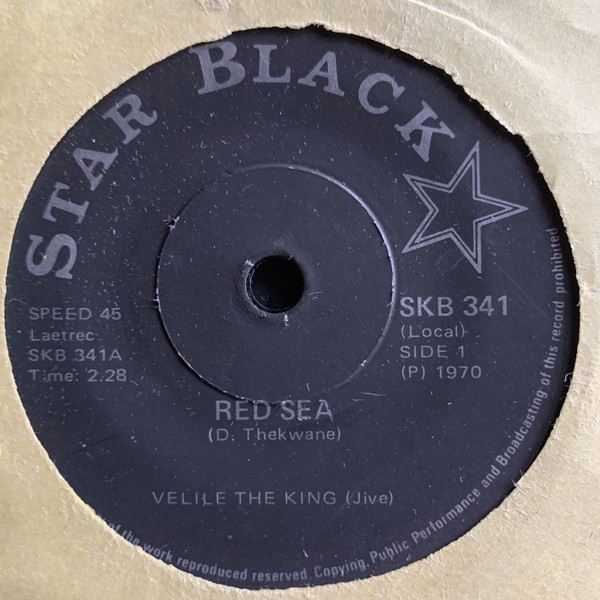 STAR BLACK
SPEED 45
Laetrec
SKB 341A
Time: 2.28
SKB 341
(Local)
SIDE 1
(P) 1970
RED SEA
(D. Thekwane)
VELILE THE KING (Jive)
of the work reproduced reserved. Copying, Public Performance and Broadcasting of this record prohibited